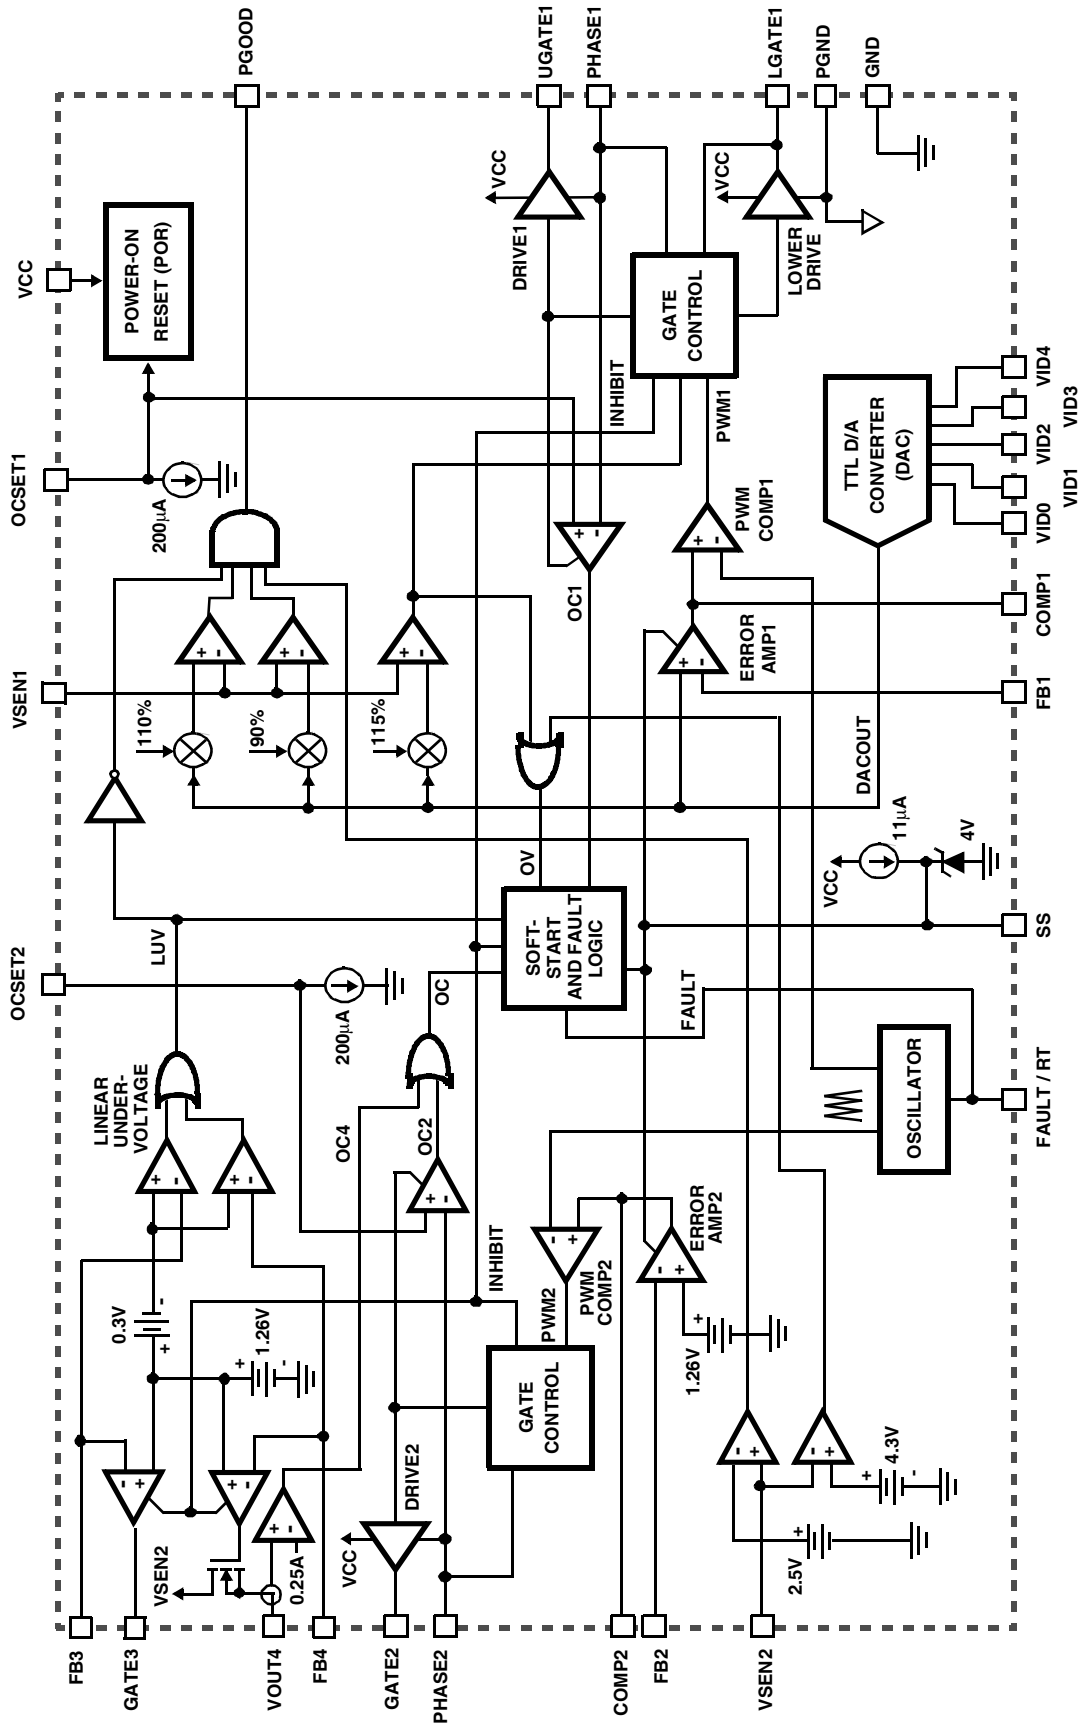 VSEN1
OCSET1
VCC
PGOOD
UGATE1
PHASE1
LGATE1
PGND
GND
POWER-ON
RESET (POR)
200µA
VCC
DRIVE1
VCC
LOWER
DRIVE
GATE
CONTROL
INHIBIT
PWM1
+
-
OC1
+
-
PWM
COMP1
TTL D/A
CONVERTER
(DAC)
VID4
VID3
VID2
VID1
VID0
COMP1
FB1
+
-
ERROR
AMP1
+
-
+
-
+
-
110%
90%
115%
DACOUT
OCSET2
LUV
200µA
OV
OC
SOFT-
START
AND FAULT
LOGIC
VCC
11µA
4V
SS
FAULT
OSCILLATOR
FAULT / RT
LINEAR
UNDER-
VOLTAGE
+
-
+
-
OC4
OC2
+
-
INHIBIT
0.3V
-
+
+
1.26V
-
-
+
PWM
COMP2
PWM2
GATE
CONTROL
-
+
ERROR
AMP2
+
1.26V
-
+
+
-
+
-
0.25A
VSEN2
DRIVE2
VCC
-
+
-
+
+
4.3V
-
+
2.5V
FB3
GATE3
VOUT4
FB4
GATE2
PHASE2
COMP2
FB2
VSEN2